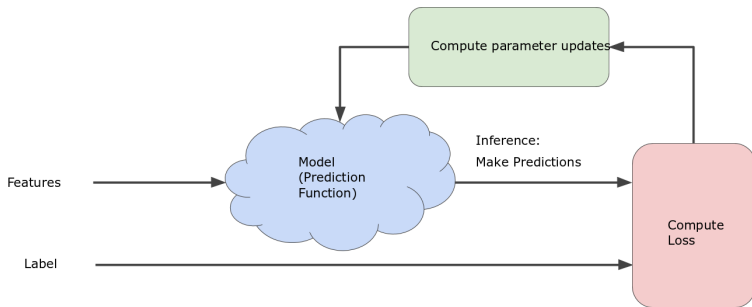 Compute parameter updates
Inference:
Make Predictions
Model
(Prediction
Function)
Features
Compute
Loss
Label